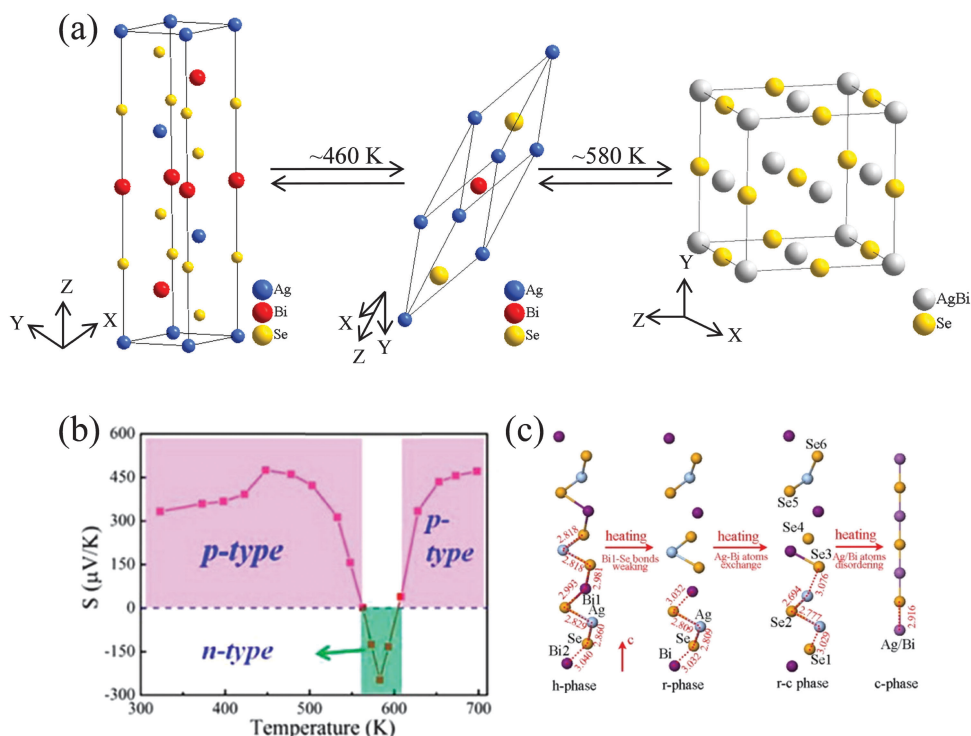 (a)
~460 K
~580 K
Z
Y
X
Ag
Bi
Se
X
Z
Y
Ag
Bi
Se
Y
Z
X
AgBi
Se
(b)
600
450
300
150
0
-150
-300
S (μV/K)
p-type
p-
type
n-type
300
400
500
600
700
Temperature (K)
(c)
Se6
Se5
Se4
Se3
2.818
2.818
2.98
2.993
Bi1
Ag
2.829
2.860
Se
Bi2
3.040
c
h-phase
heating
Bi1-Se bonds
weaking
3.032
Ag
2.809
2.809
Se
Bi
3.032
r-phase
heating
Ag-Bi atoms
exchange
3.076
2.694
Se2
2.777
3.029
Se1
r-c phase
heating
Ag/Bi atoms
disordering
2.916
Ag/Bi
c-phase